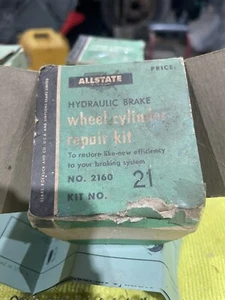 ALLSTATE
PRICE
HYDRAULIC BRAKE
wheel cylinder
repair kit
To restore like-new efficiency
to your braking system
NO. 2160
KIT NO. 21